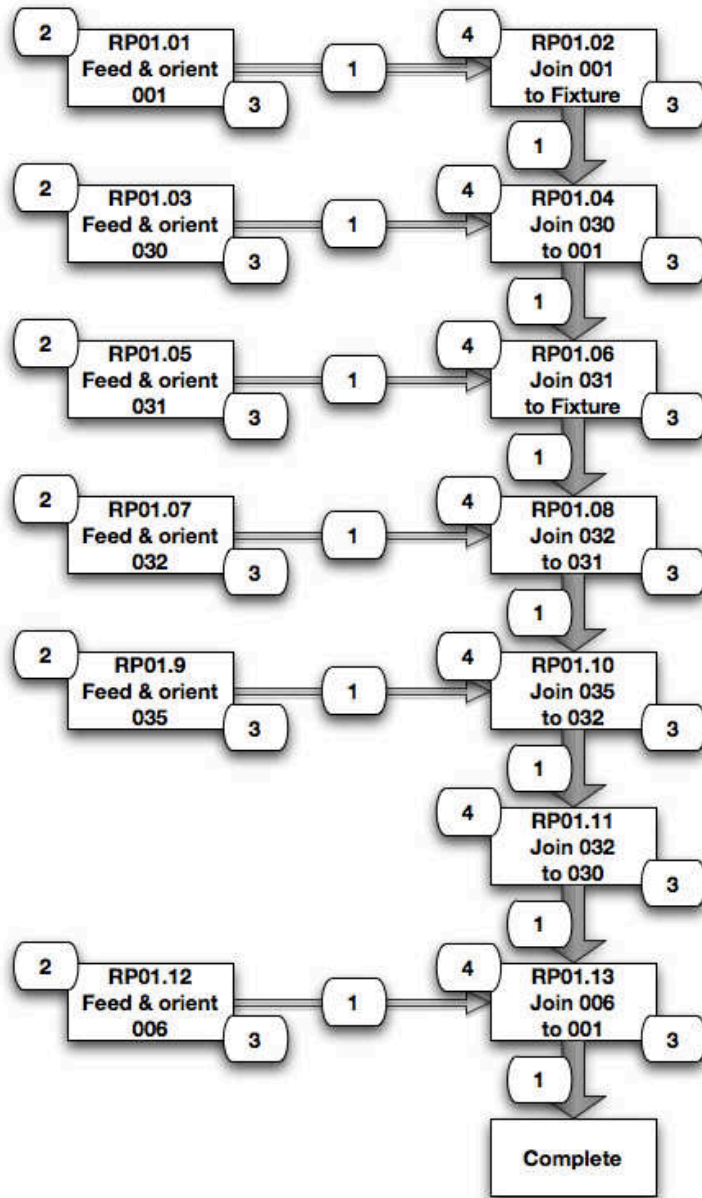 2
RP01.01
Feed & orient
001
3
1
4
RP01.02
Join 001
to Fixture
3
1
2
RP01.03
Feed & orient
030
3
1
4
RP01.04
Join 030
to 001
3
1
2
RP01.05
Feed & orient
031
3
1
4
RP01.06
Join 031
to Fixture
3
1
2
RP01.07
Feed & orient
032
3
1
4
RP01.08
Join 032
to 031
3
1
2
RP01.9
Feed & orient
035
3
1
4
RP01.10
Join 035
to 032
3
1
4
RP01.11
Join 032
to 030
3
1
2
RP01.12
Feed & orient
006
3
1
4
RP01.13
Join 006
to 001
3
1
Complete